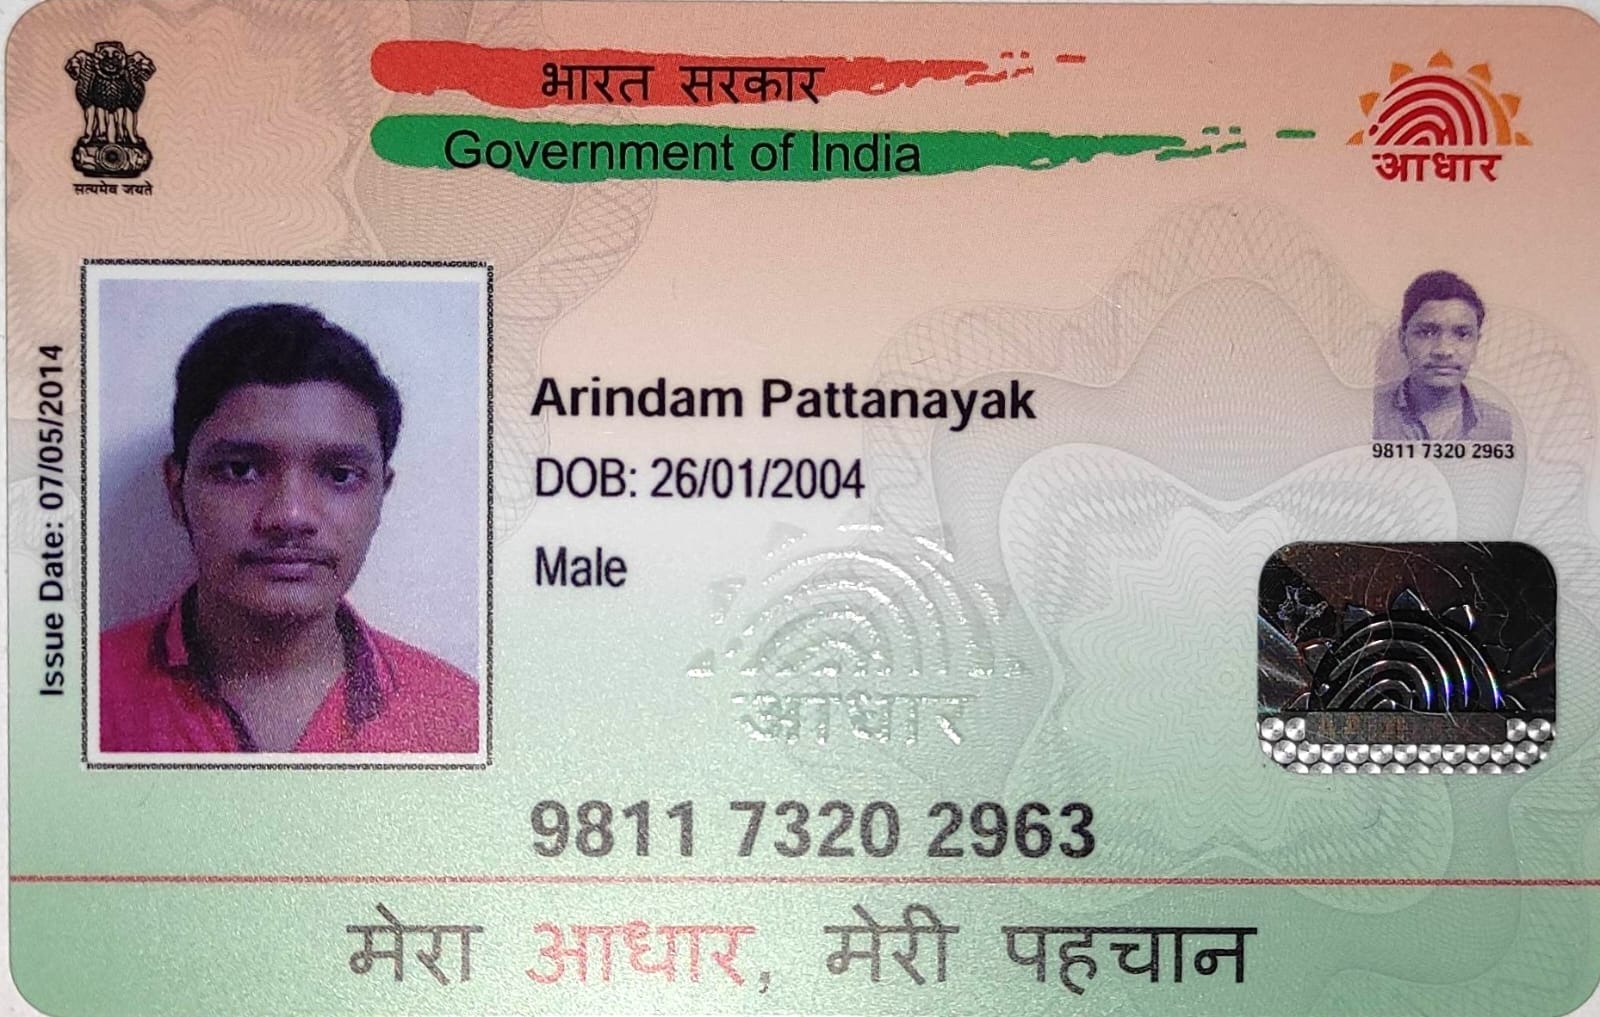 भारत सरकार
Government of India
सत्यमेव जयते
आधार
Issue Date: 07/05/2014
Arindam Pattanayak
DOB: 26/01/2004
Male
9811 7320 2963
आधार
9811 7320 2963
मेरा आधार, मेरी पहचान